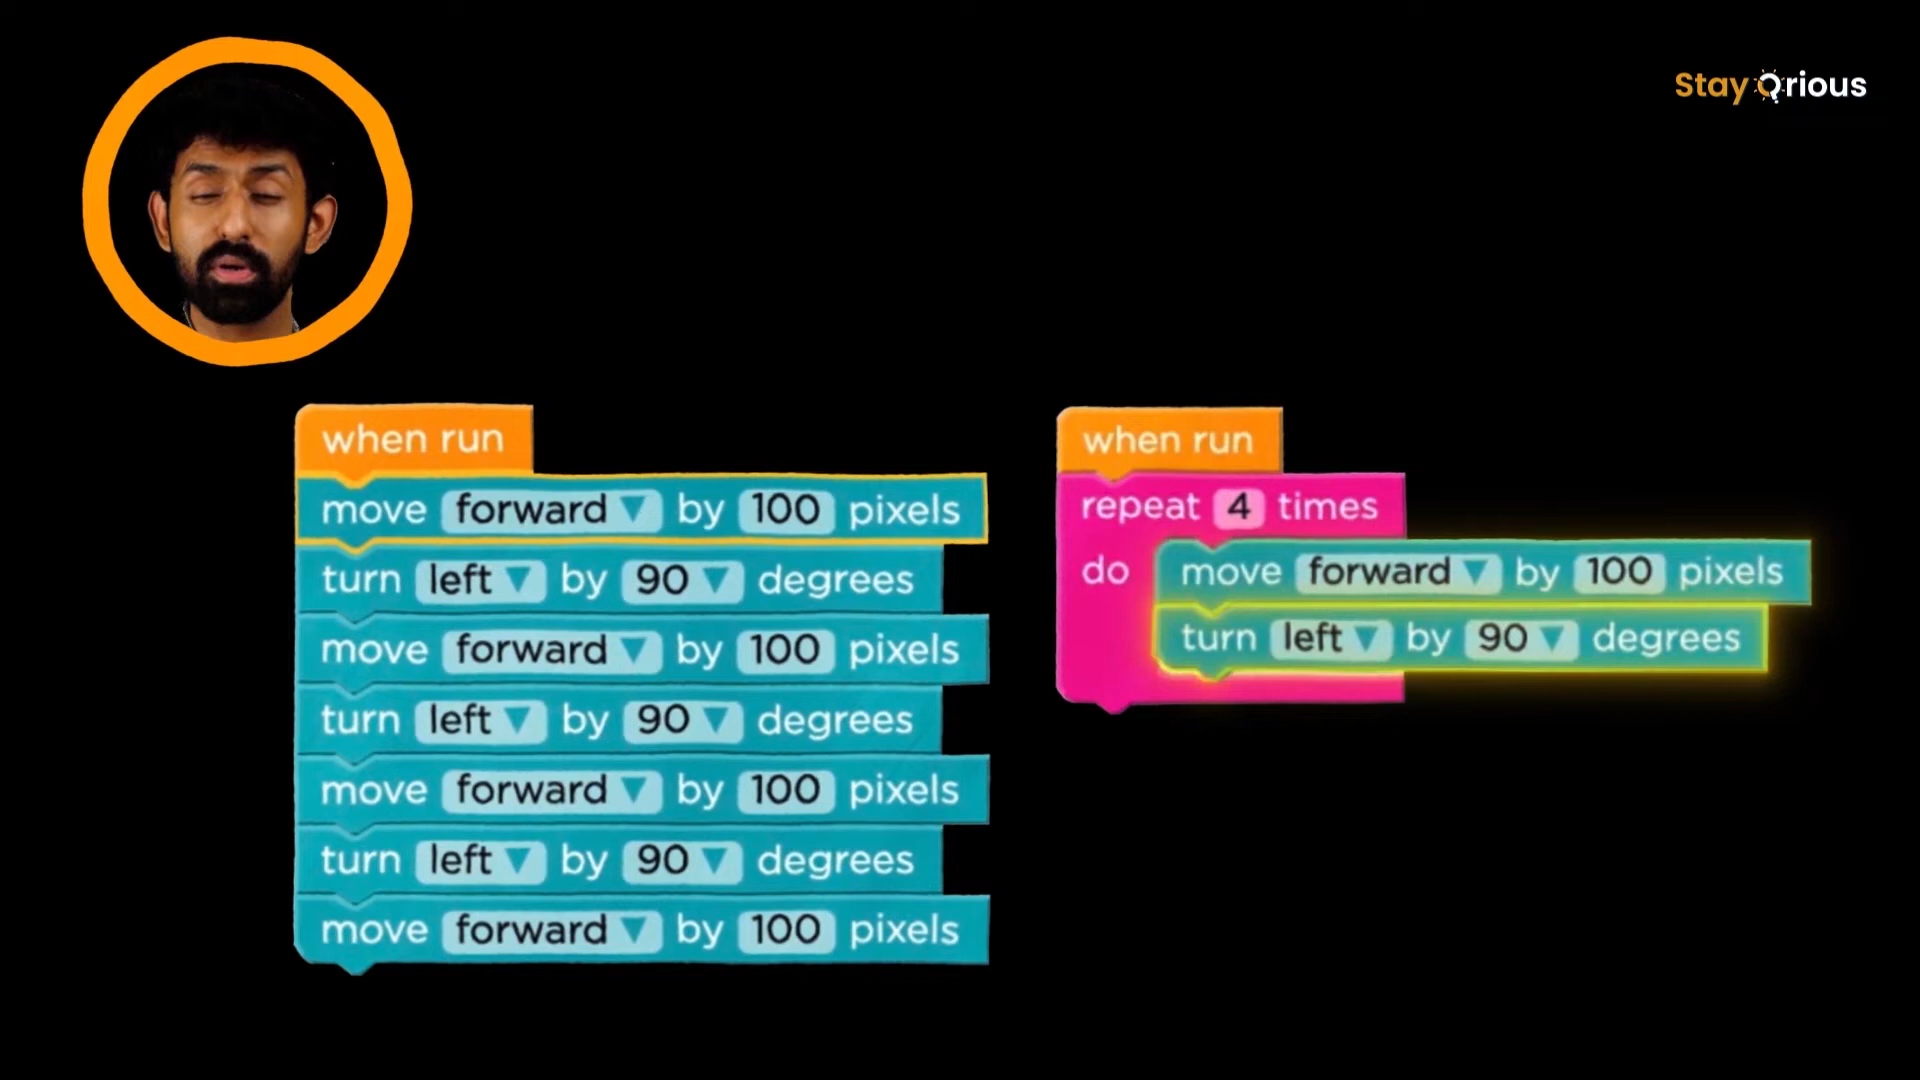 Stay Qrious
when run
move forward by 100 pixels
turn left by 90 degrees
move forward by 100 pixels
turn left by 90 degrees
move forward by 100 pixels
turn left by 90 degrees
move forward by 100 pixels
when run
repeat 4 times
do move forward by 100 pixels
turn left by 90 degrees